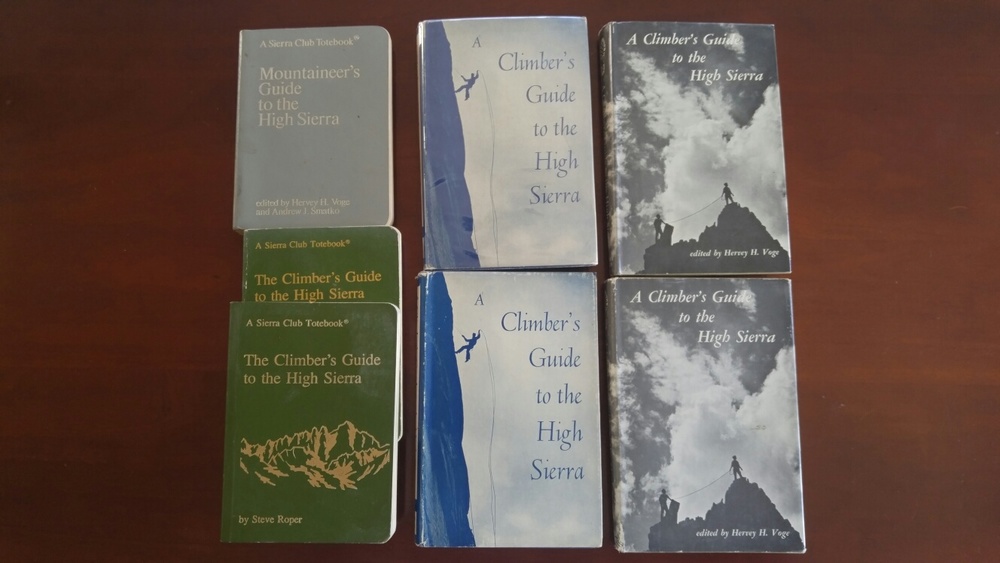 A Sierra Club Totebook®
Mountaineer's
Guide
to the
High Sierra
edited by Hervey H. Voge
and Andrew J. Smatko
A Sierra Club Totebook®
The Climber's Guide
to the High Sierra
A Sierra Club Totebook®
The Climber's Guide
to the High Sierra
by Steve Roper
A
Climber's
Guide
to the
High
Sierra
A
Climber's
Guide
to the
High
Sierra
A Climber's Guide
to the
High Sierra
edited by Hervey H. Voge
A Climber's Guide
to the
High Sierra
edited by Hervey H. Voge